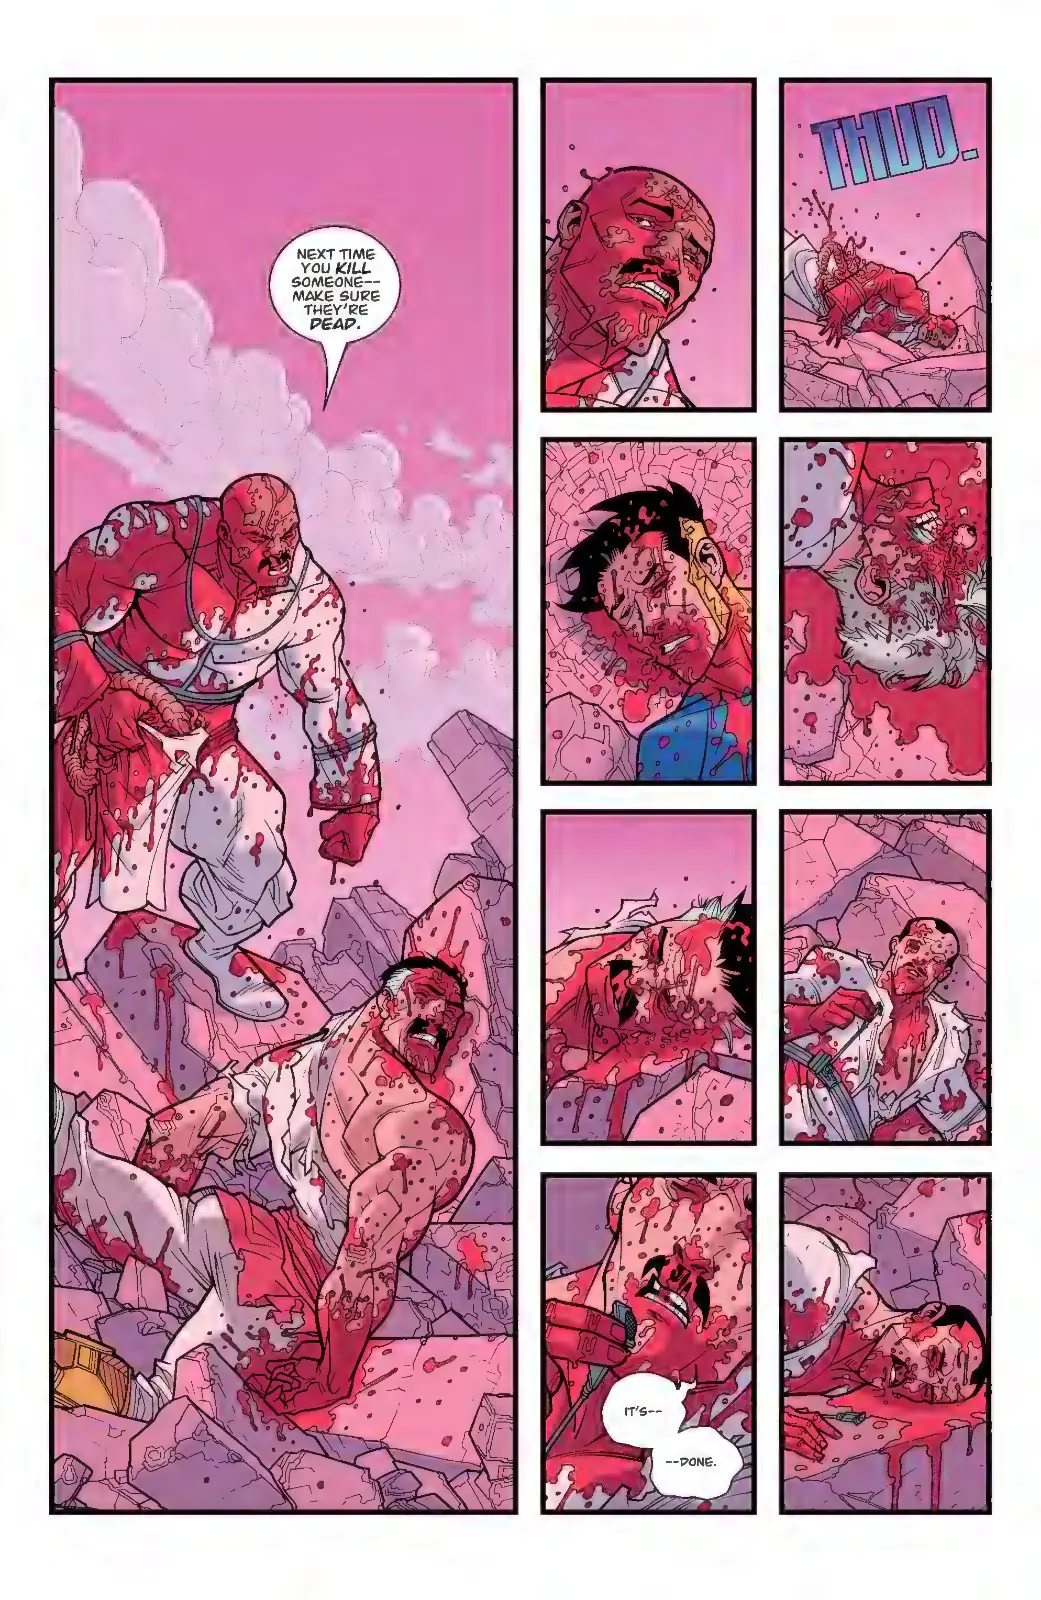 NEXT TIME
YOU KILL
SOMEONE--
MAKE SURE
THEY'RE
DEAD.
THUD.
IT'S--
--DONE.